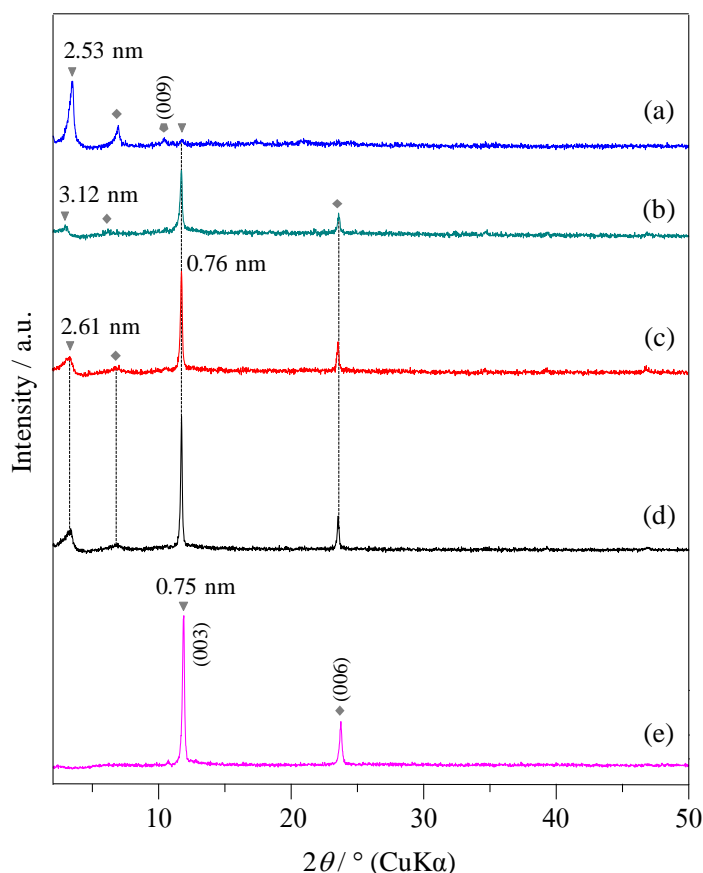 2.53 nm
(009)
(a)
3.12 nm
(b)
0.76 nm
2.61 nm
(c)
(d)
0.75 nm
(003)
(006)
(e)
Intensity / a.u.
10 20 30 40 50
2θ / ° (CuKα)